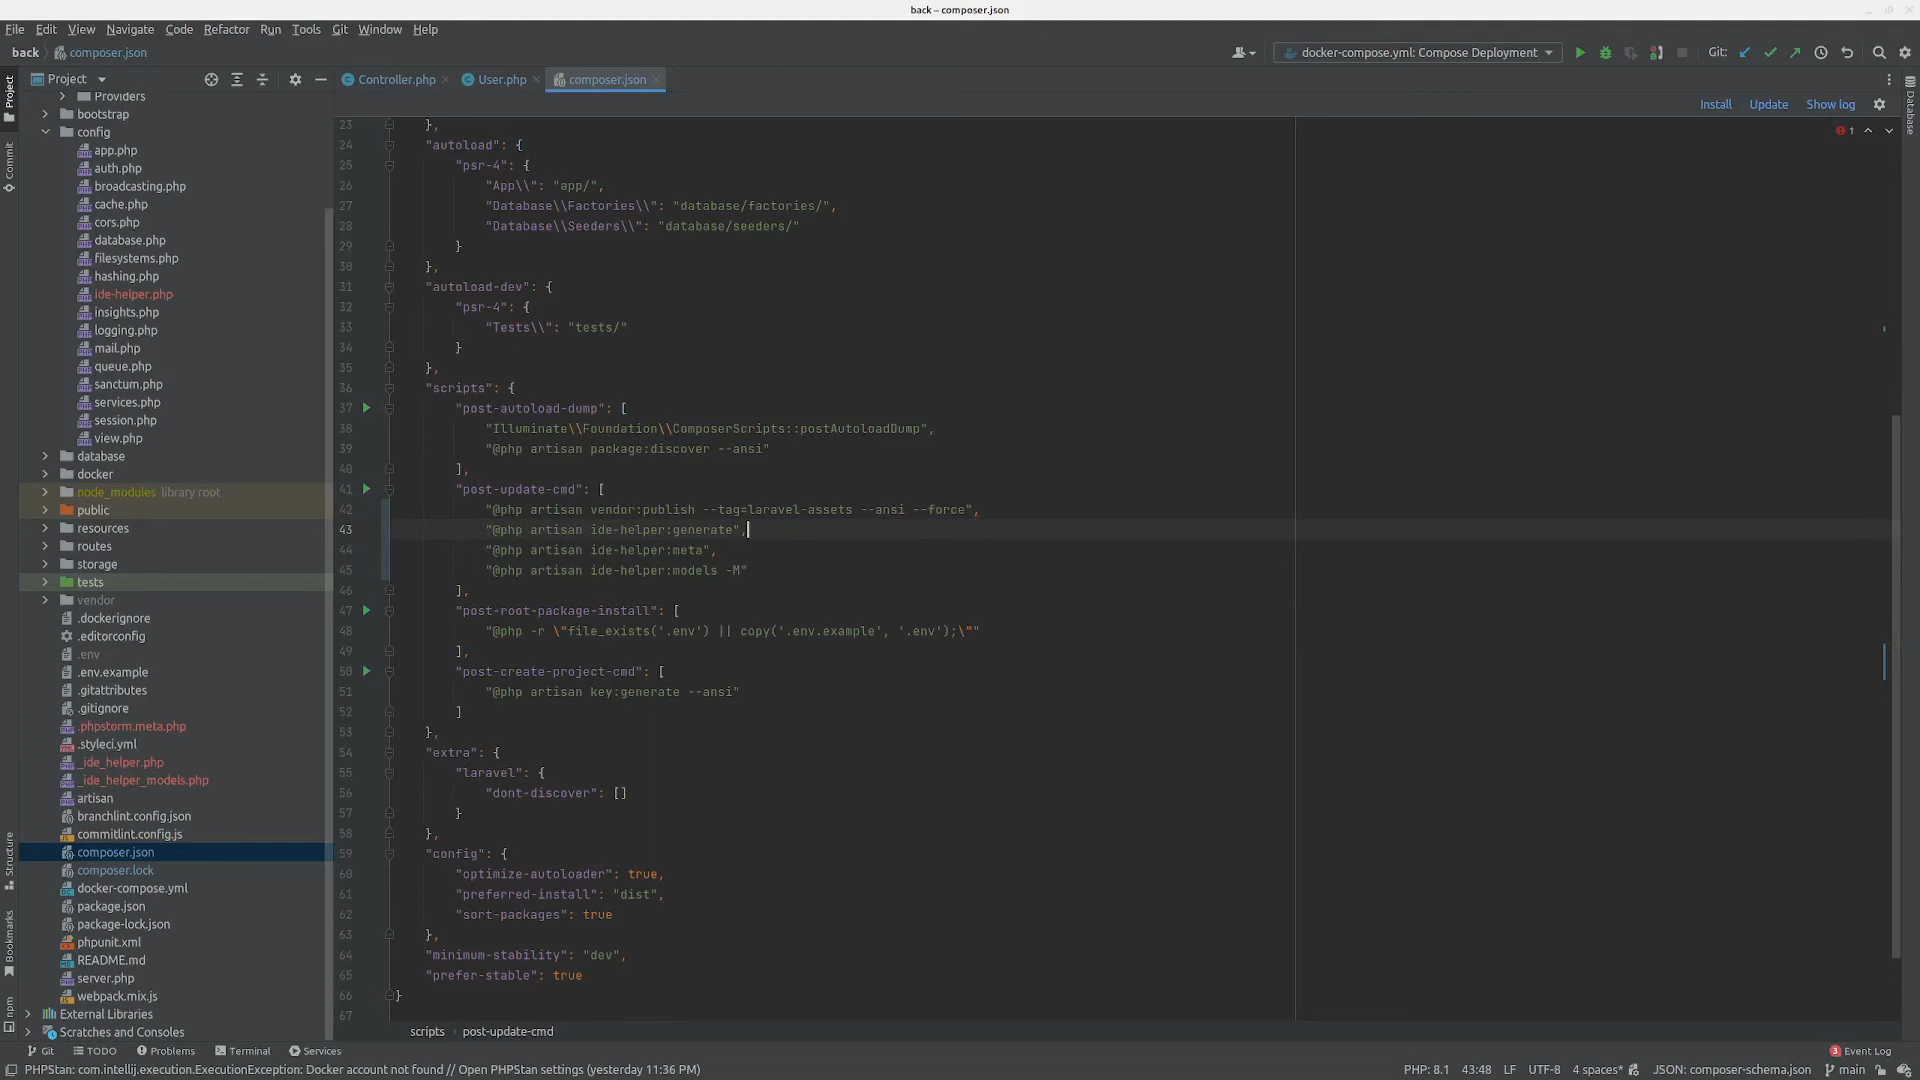 back – composer.json
File Edit View Navigate Code Refactor Run Tools Git Window Help
back composer.json
docker-compose.yml: Compose Deployment
Git:
Project
Controller.php
User.php
composer.json
Install Update Show log
Project
Commit
Structure
Bookmarks
npm
Database
Providers
bootstrap
config
app.php
auth.php
broadcasting.php
cache.php
cors.php
database.php
filesystems.php
hashing.php
ide-helper.php
insights.php
logging.php
mail.php
queue.php
sanctum.php
services.php
session.php
view.php
database
docker
node_modules library root
public
resources
routes
storage
tests
vendor
.dockerignore
.editorconfig
.env
.env.example
.gitattributes
.gitignore
.phpstorm.meta.php
.styleci.yml
_ide_helper.php
_ide_helper_models.php
artisan
branchlint.config.json
commitlint.config.js
composer.json
composer.lock
docker-compose.yml
package.json
package-lock.json
phpunit.xml
README.md
server.php
webpack.mix.js
External Libraries
Scratches and Consoles
1
23 },
24 "autoload": {
25 "psr-4": {
26 "App\\": "app/",
27 "Database\\Factories\\": "database/factories/",
28 "Database\\Seeders\\": "database/seeders/"
29 }
30 },
31 "autoload-dev": {
32 "psr-4": {
33 "Tests\\": "tests/"
34 }
35 },
36 "scripts": {
37 "post-autoload-dump": [
38 "Illuminate\\Foundation\\ComposerScripts::postAutoloadDump",
39 "@php artisan package:discover --ansi"
40 ],
41 "post-update-cmd": [
42 "@php artisan vendor:publish --tag=laravel-assets --ansi --force",
43 "@php artisan ide-helper:generate",
44 "@php artisan ide-helper:meta",
45 "@php artisan ide-helper:models -M"
46 ],
47 "post-root-package-install": [
48 "@php -r \"file_exists('.env') || copy('.env.example', '.env');\""
49 ],
50 "post-create-project-cmd": [
51 "@php artisan key:generate --ansi"
52 ]
53 },
54 "extra": {
55 "laravel": {
56 "dont-discover": []
57 }
58 },
59 "config": {
60 "optimize-autoloader": true,
61 "preferred-install": "dist",
62 "sort-packages": true
63 },
64 "minimum-stability": "dev",
65 "prefer-stable": true
66 }
67
scripts › post-update-cmd
Git TODO Problems Terminal Services
3 Event Log
PHPStan: com.intellij.execution.ExecutionException: Docker account not found // Open PHPStan settings (yesterday 11:36 PM)
PHP: 8.1 43:48 LF UTF-8 4 spaces* JSON: composer-schema.json main